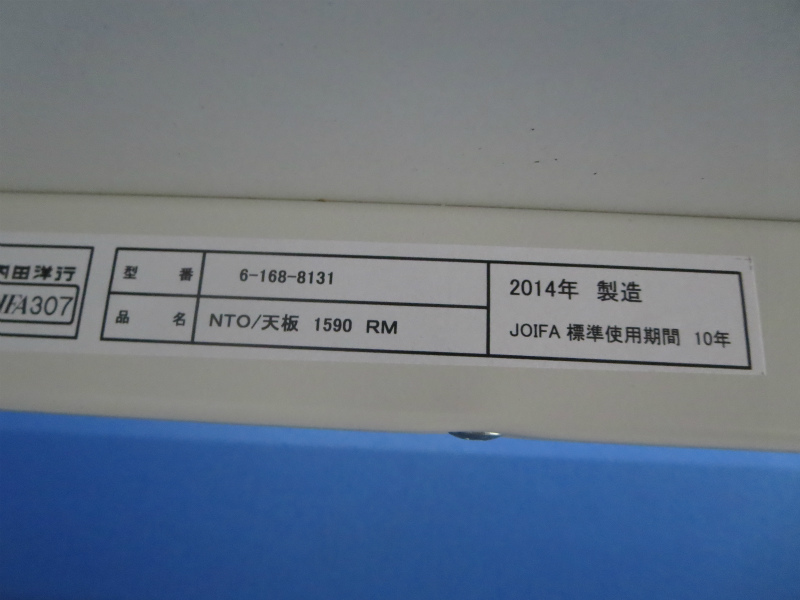 内田洋行
JOIFA307
型 番 6-168-8131
品 名 NTO/天板 1590 RM
2014年 製造
JOIFA 標準使用期間 10年